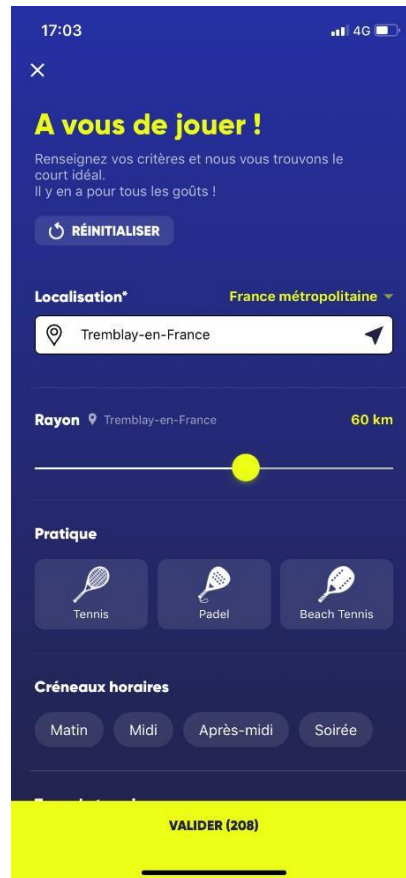 17:03
4G
A vous de jouer !
Renseignez vos critères et nous vous trouvons le
court idéal.
Il y en a pour tous les goûts !
RÉINITIALISER
Localisation* France métropolitaine
Tremblay-en-France
Rayon Tremblay-en-France 60 km
Pratique
Tennis Padel Beach Tennis
Créneaux horaires
Matin Midi Après-midi Soirée
VALIDER (208)